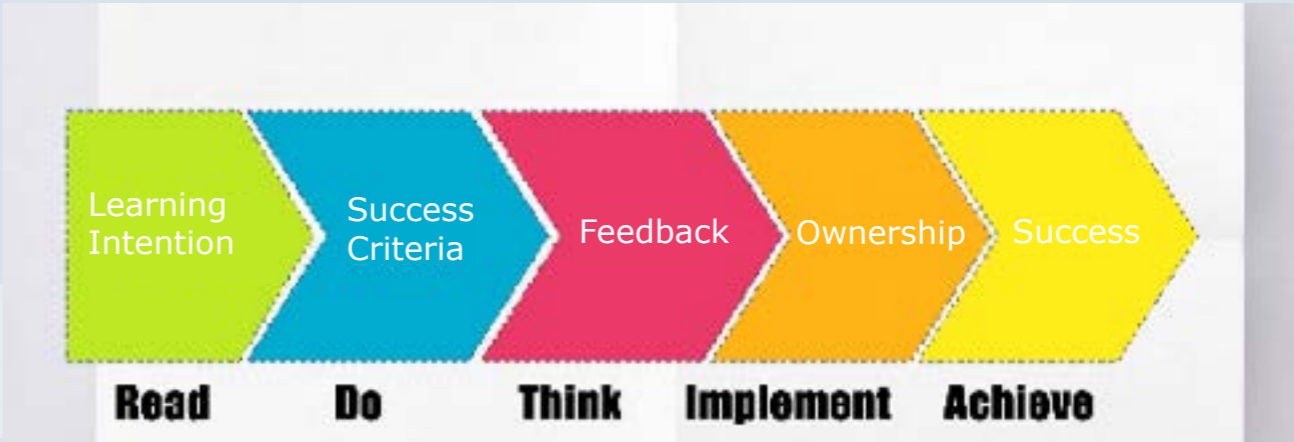 Learning
Intention
Success
Criteria
Feedback
Ownership
Success
Read Do Think Implement Achieve